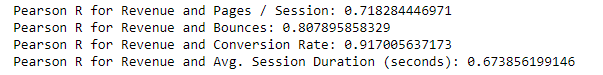 Pearson R for Revenue and Pages / Session: 0.718284446971
Pearson R for Revenue and Bounces: 0.807895858329
Pearson R for Revenue and Conversion Rate: 0.917005637173
Pearson R for Revenue and Avg. Session Duration (seconds): 0.673856199146